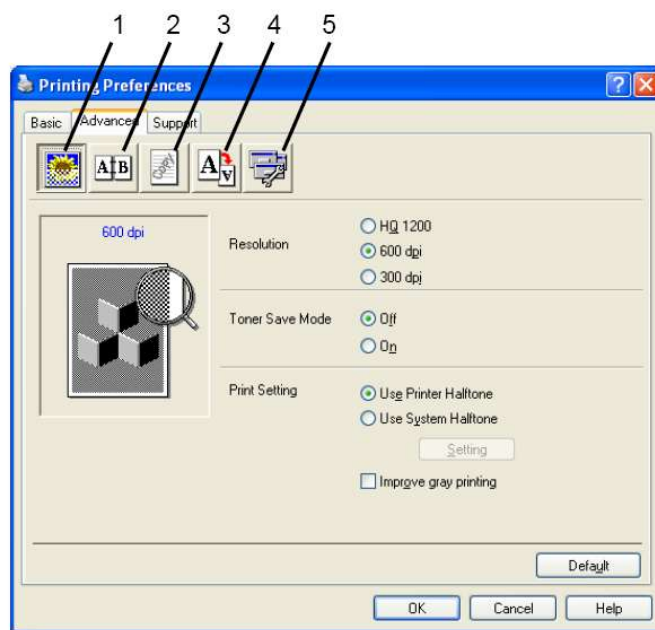 1 2 3 4 5
Printing Preferences
Basic Advanced Support
A B Copy A A
600 dpi
Resolution
HQ 1200
600 dpi
300 dpi
Toner Save Mode
Off
On
Print Setting
Use Printer Halftone
Use System Halftone
Setting
Improve gray printing
Default
OK Cancel Help